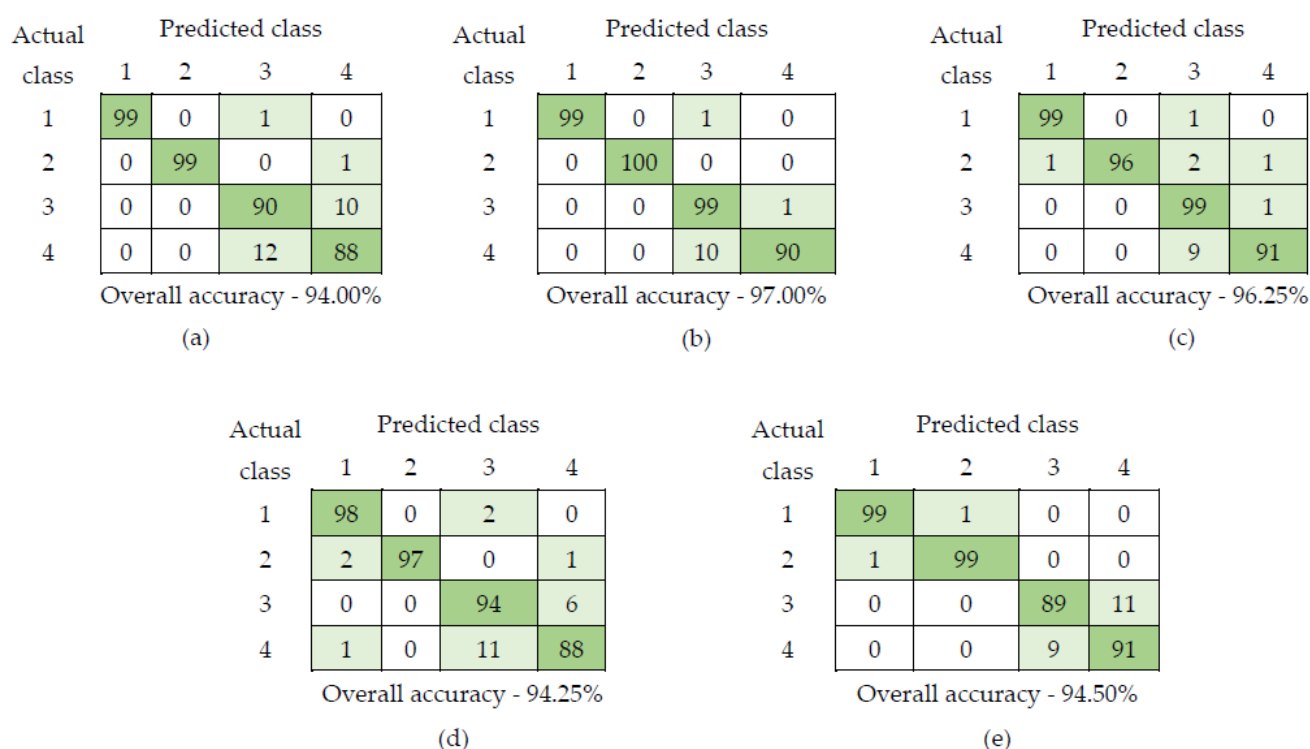 Actual Predicted class
class 1 2 3 4
1 99 0 1 0
2 0 99 0 1
3 0 0 90 10
4 0 0 12 88
Overall accuracy - 94.00%
(a)
Actual Predicted class
class 1 2 3 4
1 99 0 1 0
2 0 100 0 0
3 0 0 99 1
4 0 0 10 90
Overall accuracy - 97.00%
(b)
Actual Predicted class
class 1 2 3 4
1 99 0 1 0
2 1 96 2 1
3 0 0 99 1
4 0 0 9 91
Overall accuracy - 96.25%
(c)
Actual Predicted class
class 1 2 3 4
1 98 0 2 0
2 2 97 0 1
3 0 0 94 6
4 1 0 11 88
Overall accuracy - 94.25%
(d)
Actual Predicted class
class 1 2 3 4
1 99 1 0 0
2 1 99 0 0
3 0 0 89 11
4 0 0 9 91
Overall accuracy - 94.50%
(e)